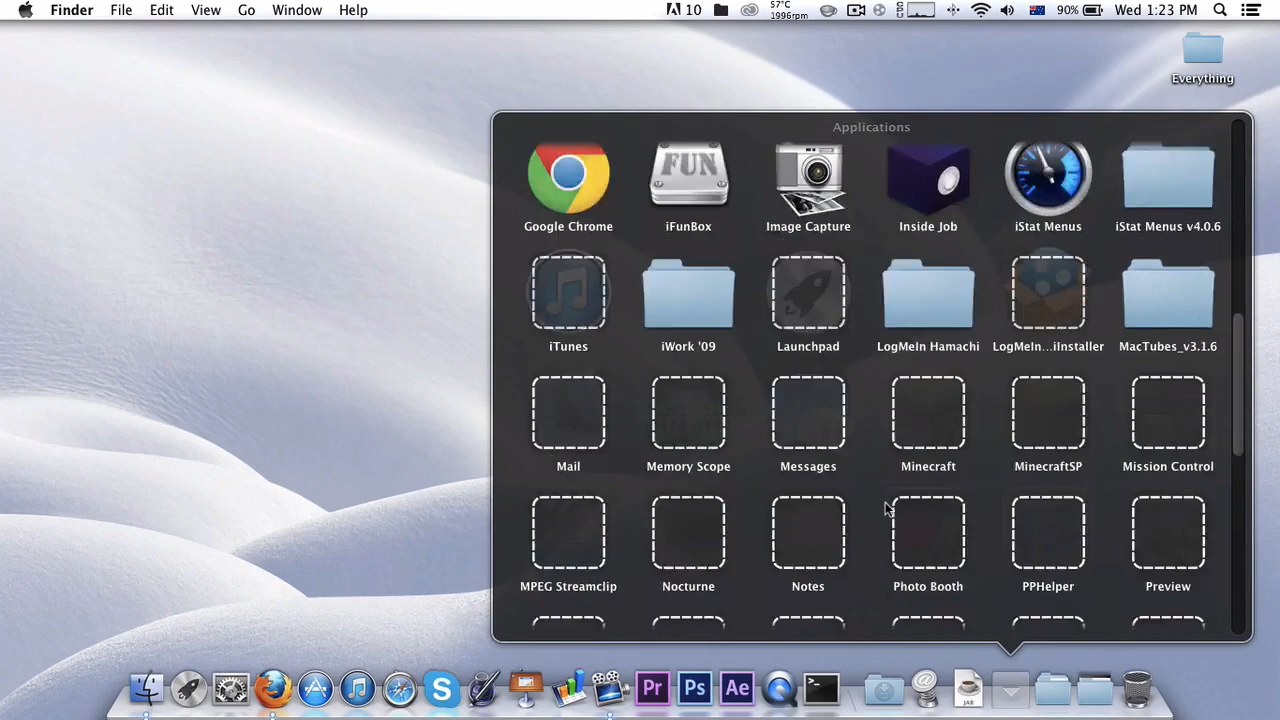 Finder File Edit View Go Window Help
10 57°C 1996rpm CPU 90% Wed 1:23 PM
Everything
Applications
FUN
Google Chrome iFunBox Image Capture Inside Job iStat Menus iStat Menus v4.0.6
iTunes iWork '09 Launchpad LogMeIn Hamachi LogMeIn...iInstaller MacTubes_v3.1.6
Mail Memory Scope Messages Minecraft MinecraftSP Mission Control
MPEG Streamclip Nocturne Notes Photo Booth PPHelper Preview
S Pr Ps Ae JAR